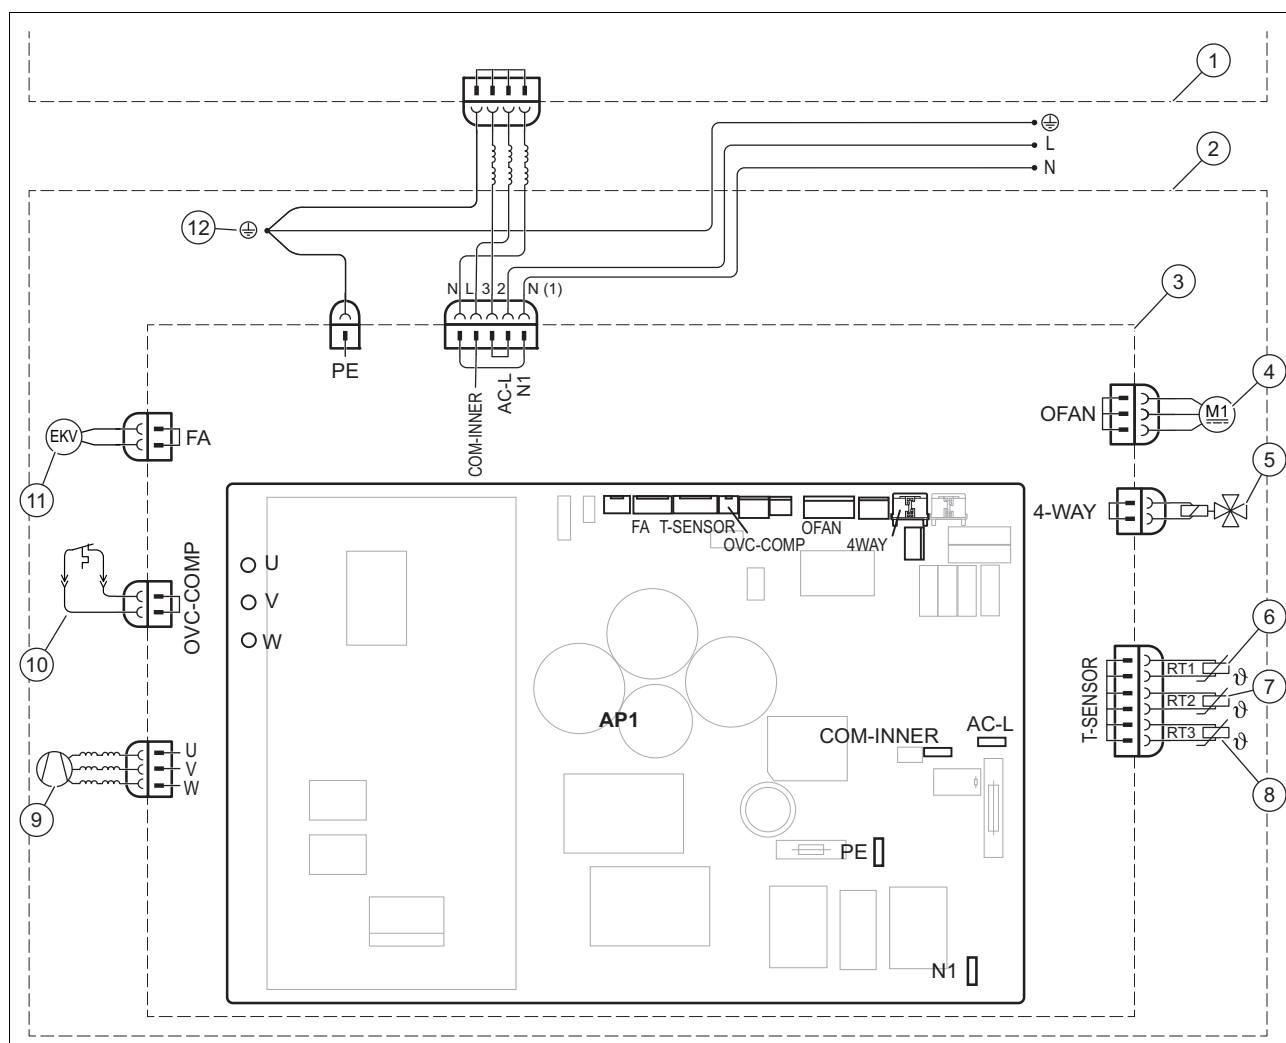 1
⏚
L
N
2
12
⏚
N L 3 2 N (1)
3
PE
COM-INNER
AC-L
N1
4
OFAN
M1
EKV
FA
11
5
4-WAY
FA T-SENSOR OFAN
OVC-COMP 4WAY
U
V
W
OVC-COMP
10
6
T-SENSOR
RT1 ϑ
7
RT2 ϑ
RT3 ϑ
8
AP1
COM-INNER
AC-L
U
V
W
9
PE
N1